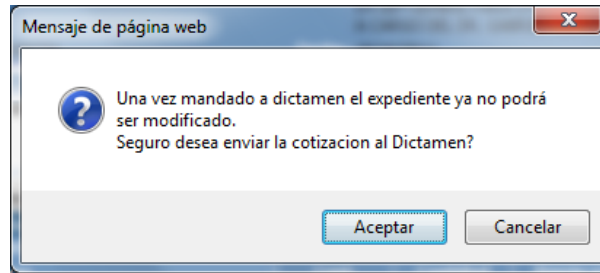 Mensaje de página web
Una vez mandado a dictamen el expediente ya no podrá
ser modificado.
Seguro desea enviar la cotizacion al Dictamen?
Aceptar
Cancelar